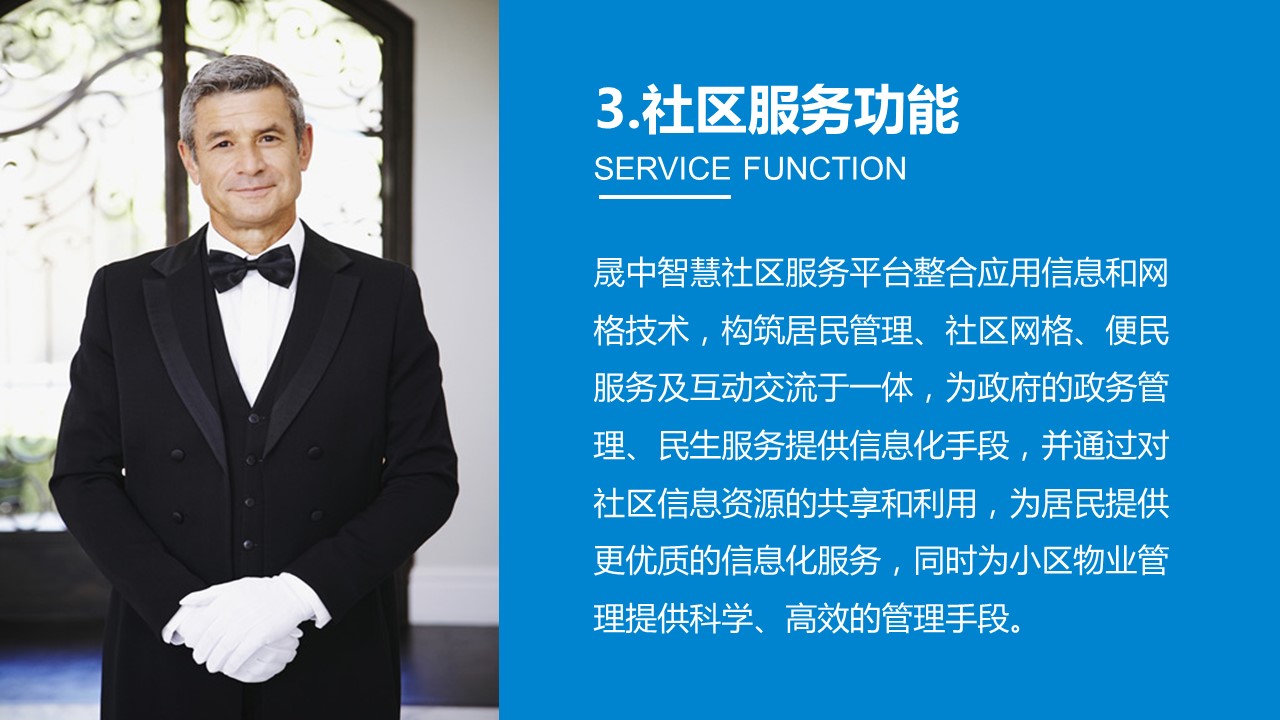 3.社区服务功能
SERVICE FUNCTION
晟中智慧社区服务平台整合应用信息和网
格技术，构筑居民管理、社区网格、便民
服务及互动交流于一体，为政府的政务管
理、民生服务提供信息化手段，并通过对
社区信息资源的共享和利用，为居民提供
更优质的信息化服务，同时为小区物业管
理提供科学、高效的管理手段。